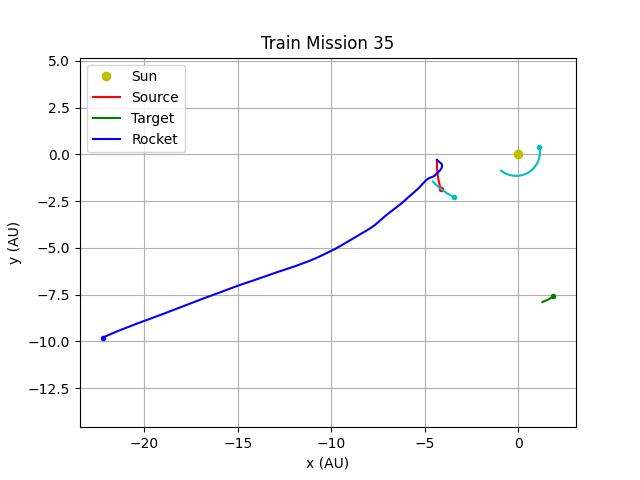 Train Mission 35
Sun
Source
Target
Rocket
5.0
2.5
0.0
−2.5
−5.0
−7.5
−10.0
−12.5
y (AU)
−20 −15 −10 −5 0
x (AU)